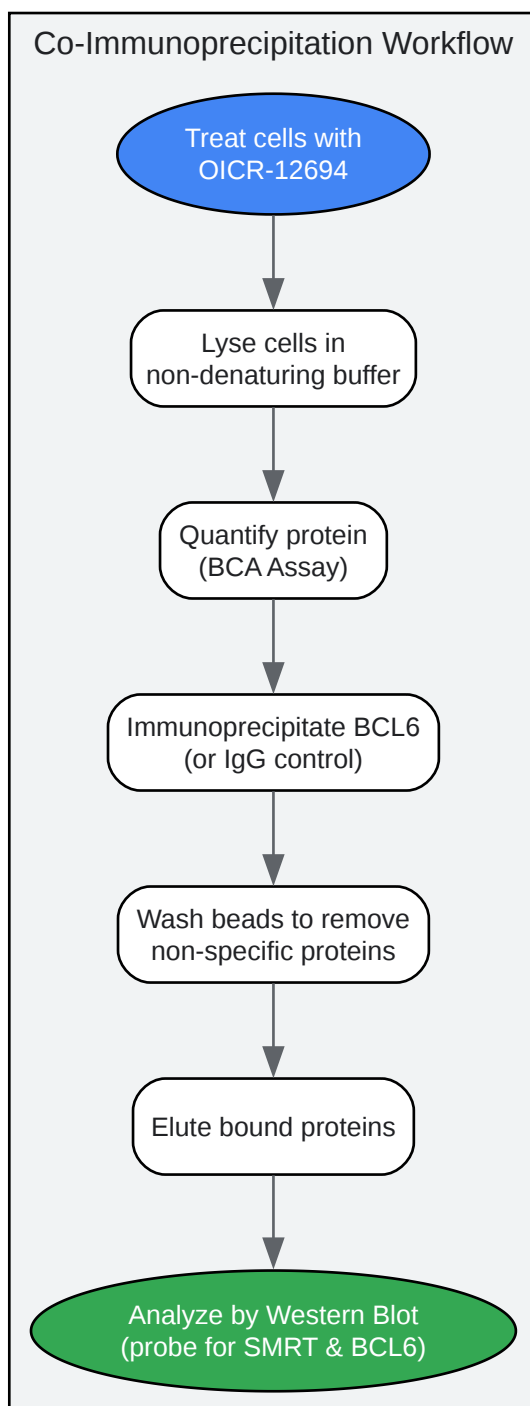 Co-Immunoprecipitation Workflow
Treat cells with
OICR-12694
Lyse cells in
non-denaturing buffer
Quantify protein
(BCA Assay)
Immunoprecipitate BCL6
(or IgG control)
Wash beads to remove
non-specific proteins
Elute bound proteins
Analyze by Western Blot
(probe for SMRT & BCL6)